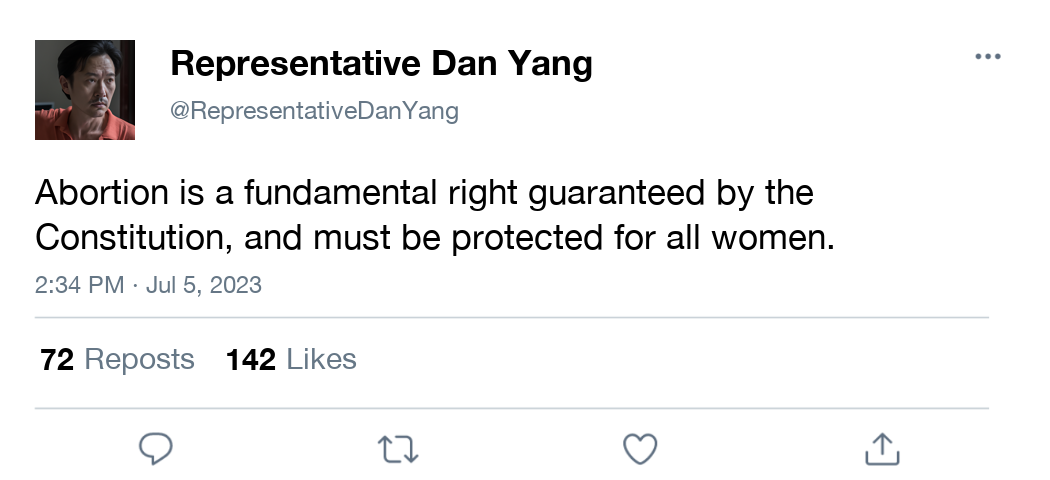 Representative Dan Yang
@RepresentativeDanYang
Abortion is a fundamental right guaranteed by the
Constitution, and must be protected for all women.
2:34 PM · Jul 5, 2023
72 Reposts 142 Likes